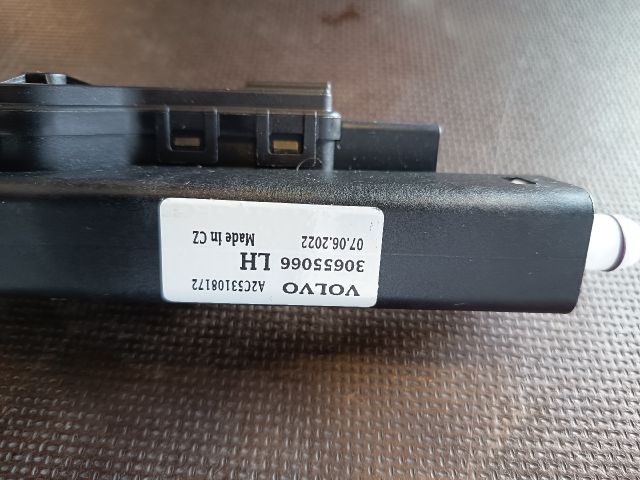 VOLVO A2C53108172
30655066 LH
07.06.2022 Made in CZ